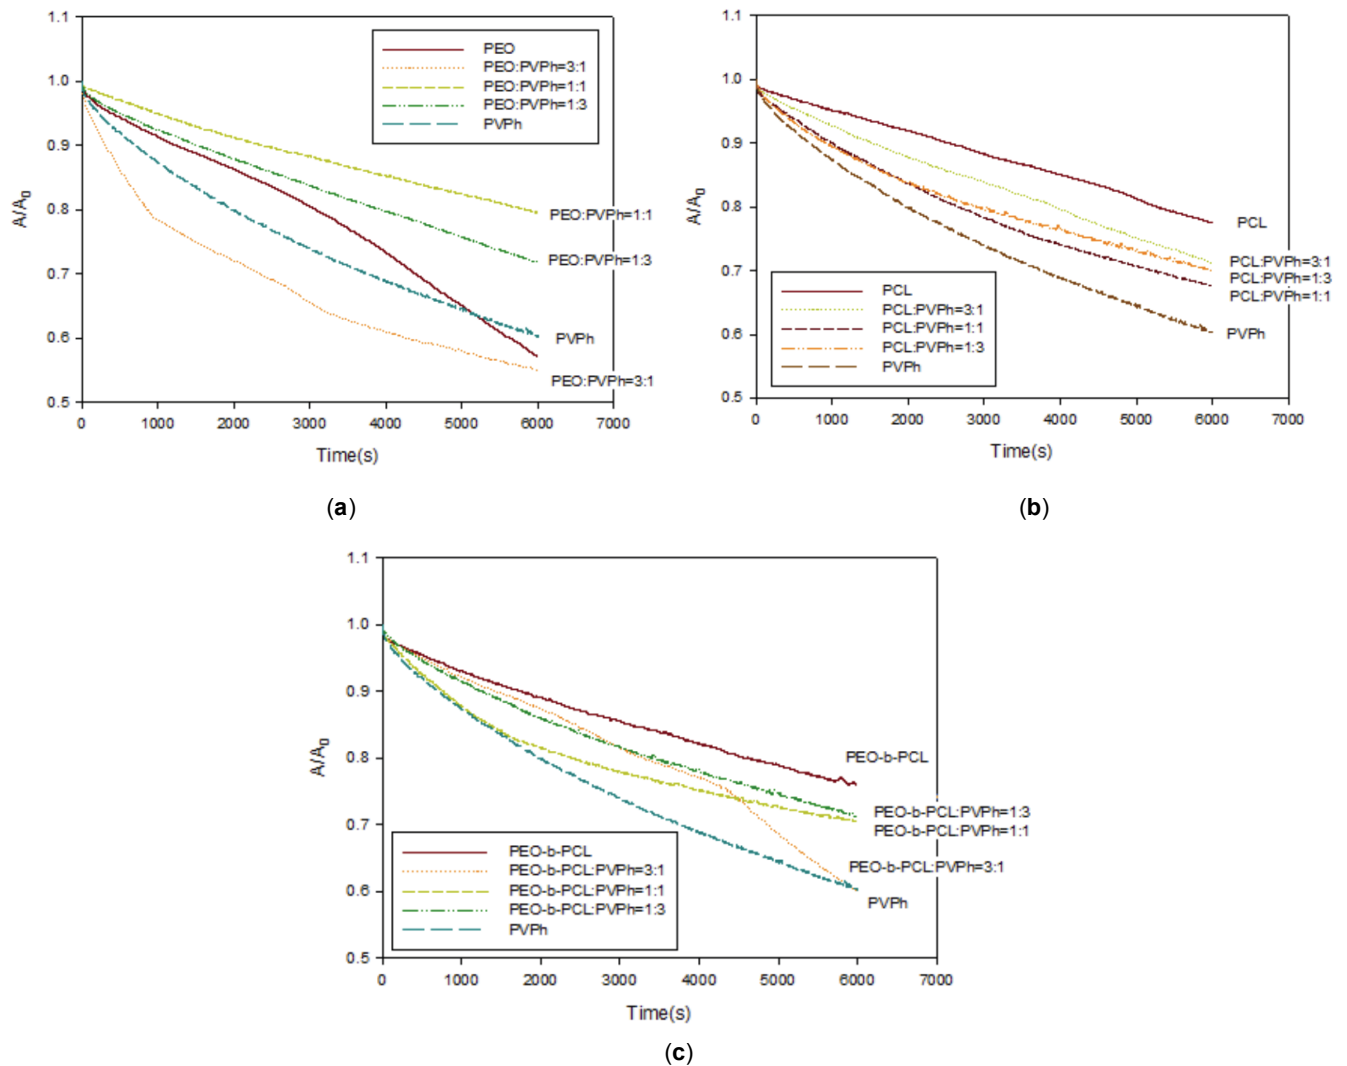 1.1
1.0
0.9
0.8
0.7
0.6
0.5
A/A0
PEO
PEO:PVPh=3:1
PEO:PVPh=1:1
PEO:PVPh=1:3
PVPh
PEO:PVPh=1:1
PEO:PVPh=1:3
PVPh
PEO:PVPh=3:1
0 1000 2000 3000 4000 5000 6000 7000
Time(s)
(a)
1.1
1.0
0.9
0.8
0.7
0.6
0.5
A/A0
PCL
PCL:PVPh=3:1
PCL:PVPh=1:3
PCL:PVPh=1:1
PVPh
PCL
PCL:PVPh=3:1
PCL:PVPh=1:1
PCL:PVPh=1:3
PVPh
0 1000 2000 3000 4000 5000 6000 7000
Time(s)
(b)
1.1
1.0
0.9
0.8
0.7
0.6
0.5
A/A0
PEO-b-PCL
PEO-b-PCL:PVPh=1:3
PEO-b-PCL:PVPh=1:1
PEO-b-PCL:PVPh=3:1
PVPh
PEO-b-PCL
PEO-b-PCL:PVPh=3:1
PEO-b-PCL:PVPh=1:1
PEO-b-PCL:PVPh=1:3
PVPh
0 1000 2000 3000 4000 5000 6000 7000
Time(s)
(c)